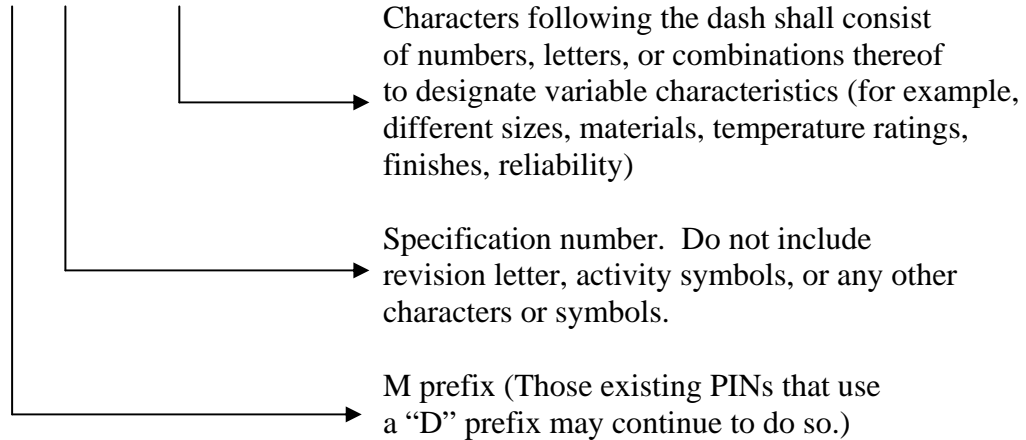 Characters following the dash shall consist
of numbers, letters, or combinations thereof
to designate variable characteristics (for example,
different sizes, materials, temperature ratings,
finishes, reliability)
Specification number.  Do not include
revision letter, activity symbols, or any other
characters or symbols.
M prefix (Those existing PINs that use
a “D” prefix may continue to do so.)